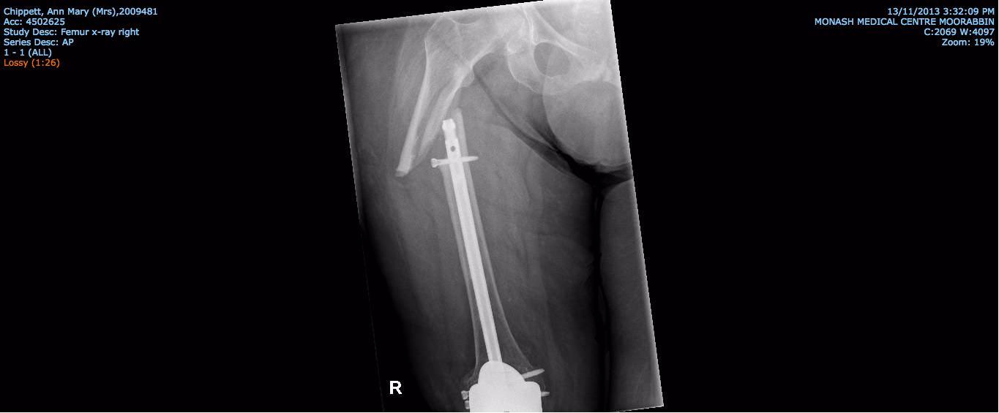 Chippett, Ann Mary (Mrs),2009481
Acc: 4502625
Study Desc: Femur x-ray right
Series Desc: AP
1 - 1 (ALL)
Lossy (1:26)
13/11/2013 3:32:09 PM
MONASH MEDICAL CENTRE MOORABBIN
C:2069 W:4097
Zoom: 19%
R